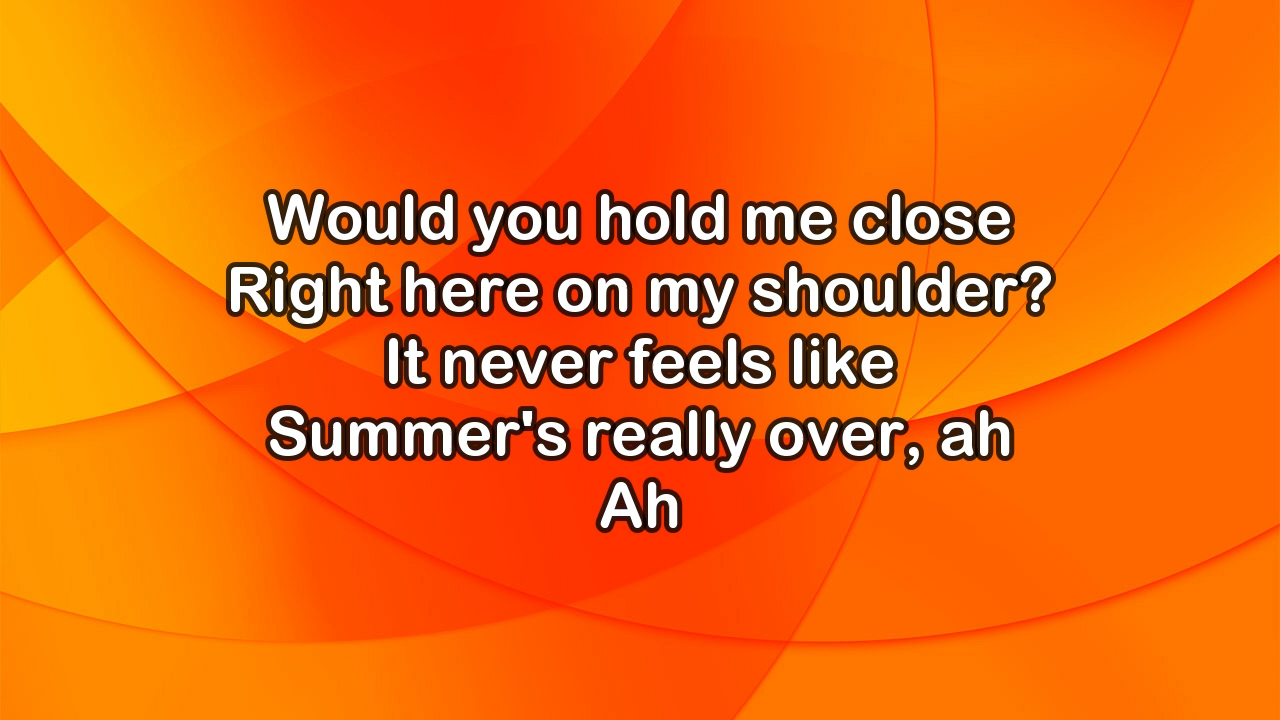 Would you hold me close
Right here on my shoulder?
It never feels like
Summer's really over, ah
Ah